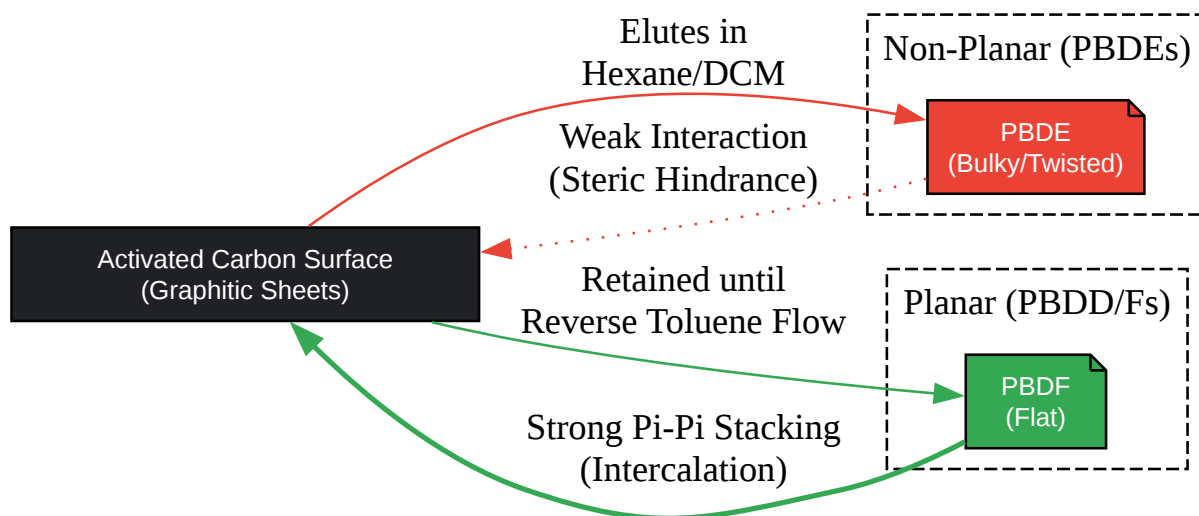 Elutes in
Hexane/DCM
Non-Planar (PBDEs)
PBDE
(Bulky/Twisted)
Weak Interaction
(Steric Hindrance)
Activated Carbon Surface
(Graphitic Sheets)
Retained until
Reverse Toluene Flow
Planar (PBDD/Fs)
PBDF
(Flat)
Strong Pi-Pi Stacking
(Intercalation)